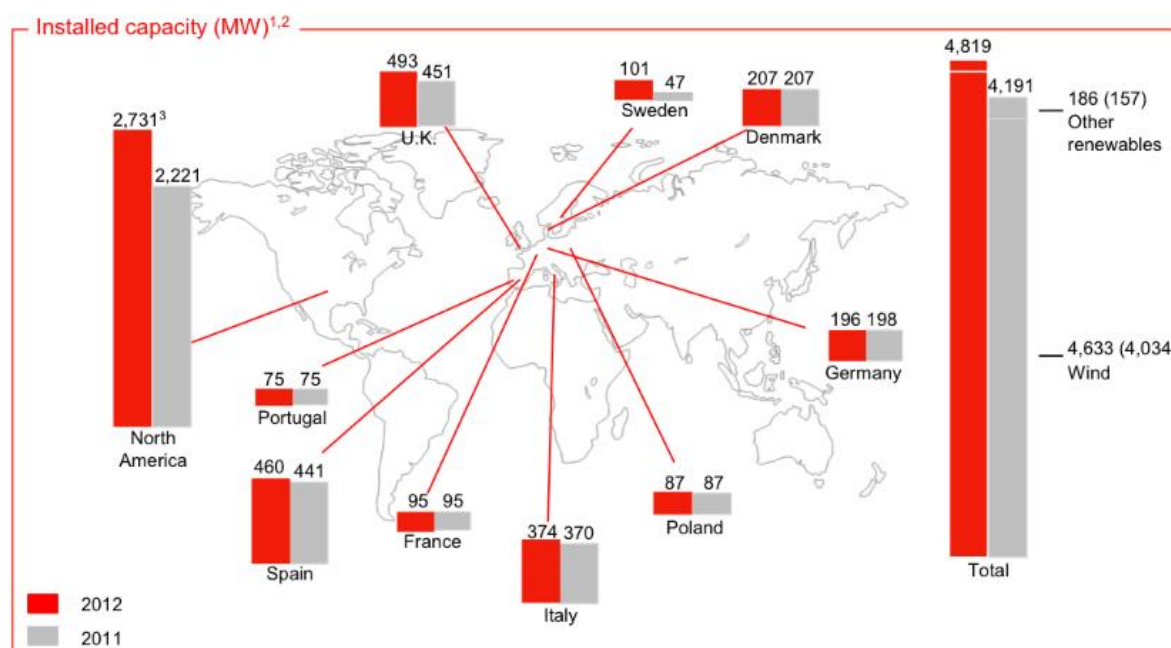 Installed capacity (MW)1,2
493 451
U.K.
101 47
Sweden
207 207
Denmark
4,819
4,191
186 (157)
Other
renewables
2,7313
2,221
North
America
75 75
Portugal
196 198
Germany
4,633 (4,034
Wind
460 441
Spain
95 95
France
374 370
Italy
87 87
Poland
Total
2012
2011